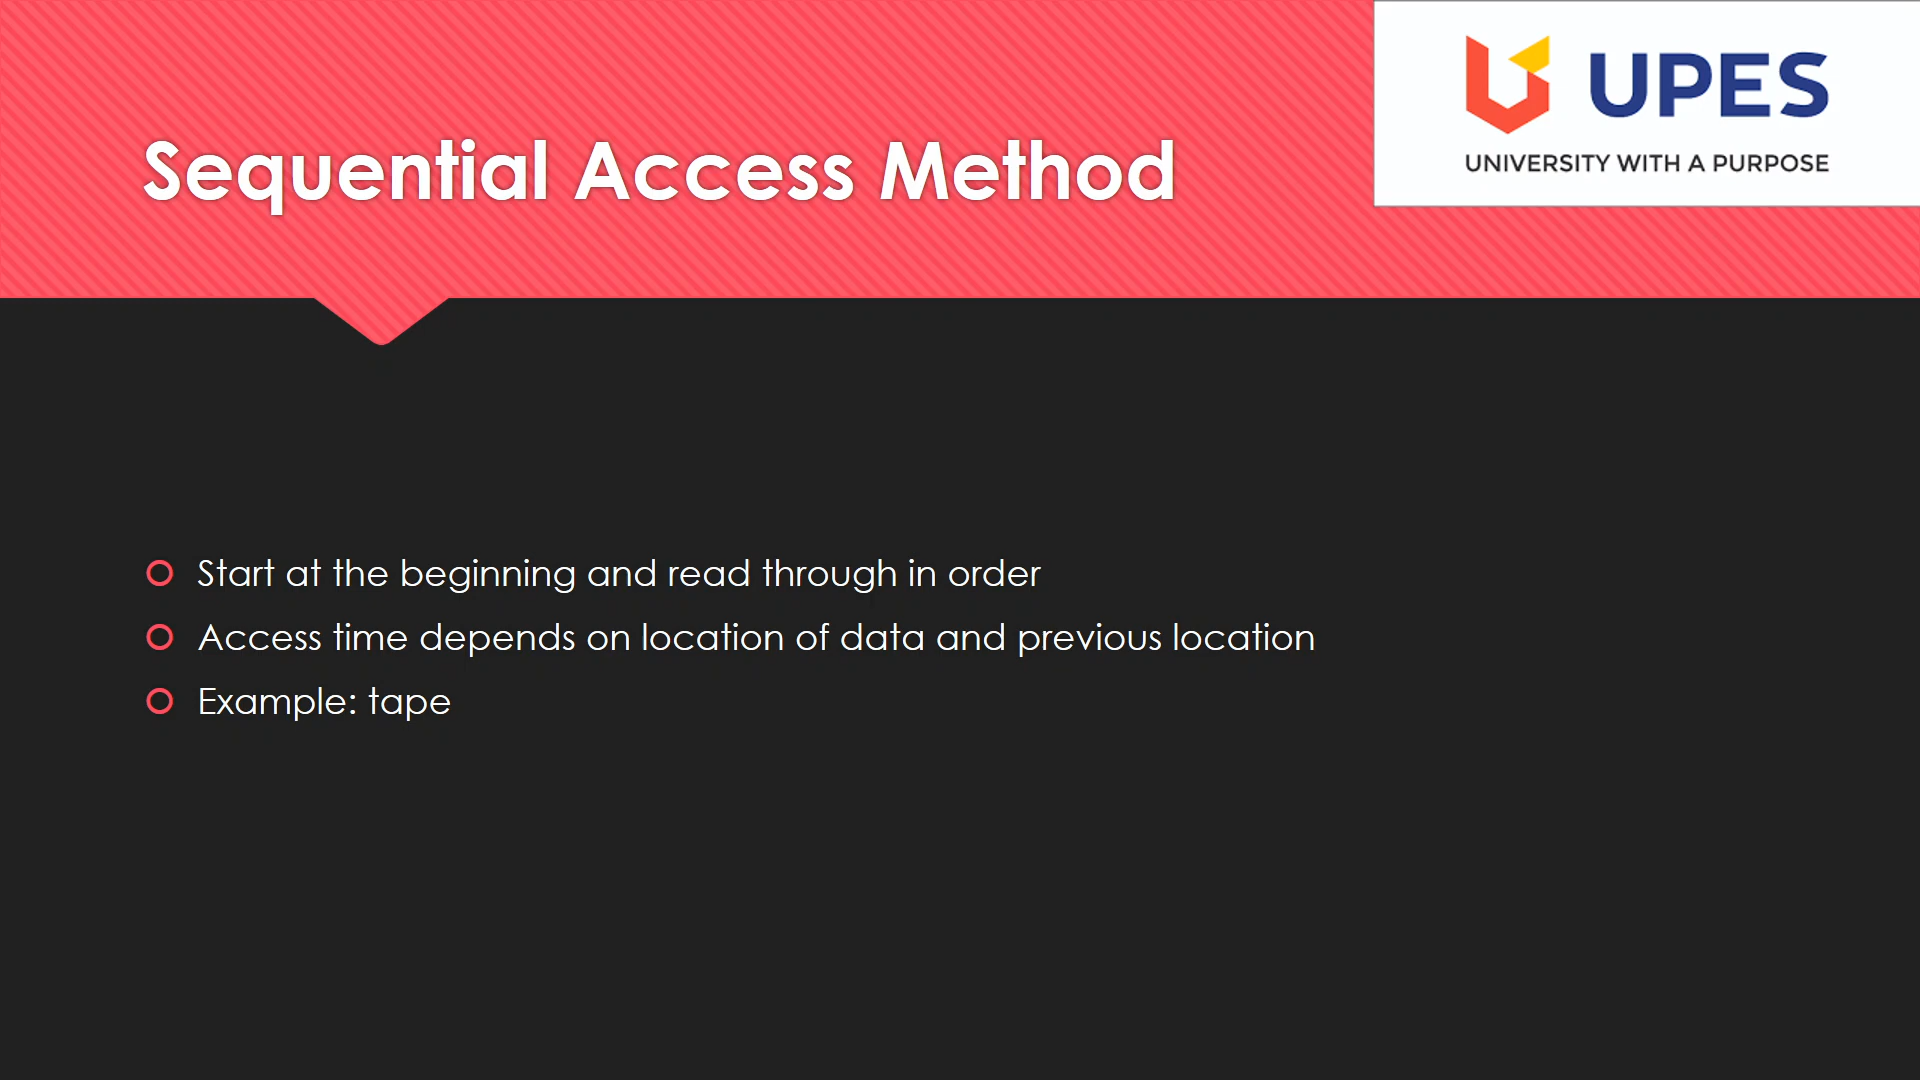 UPES
UNIVERSITY WITH A PURPOSE
Sequential Access Method
Start at the beginning and read through in order
Access time depends on location of data and previous location
Example: tape